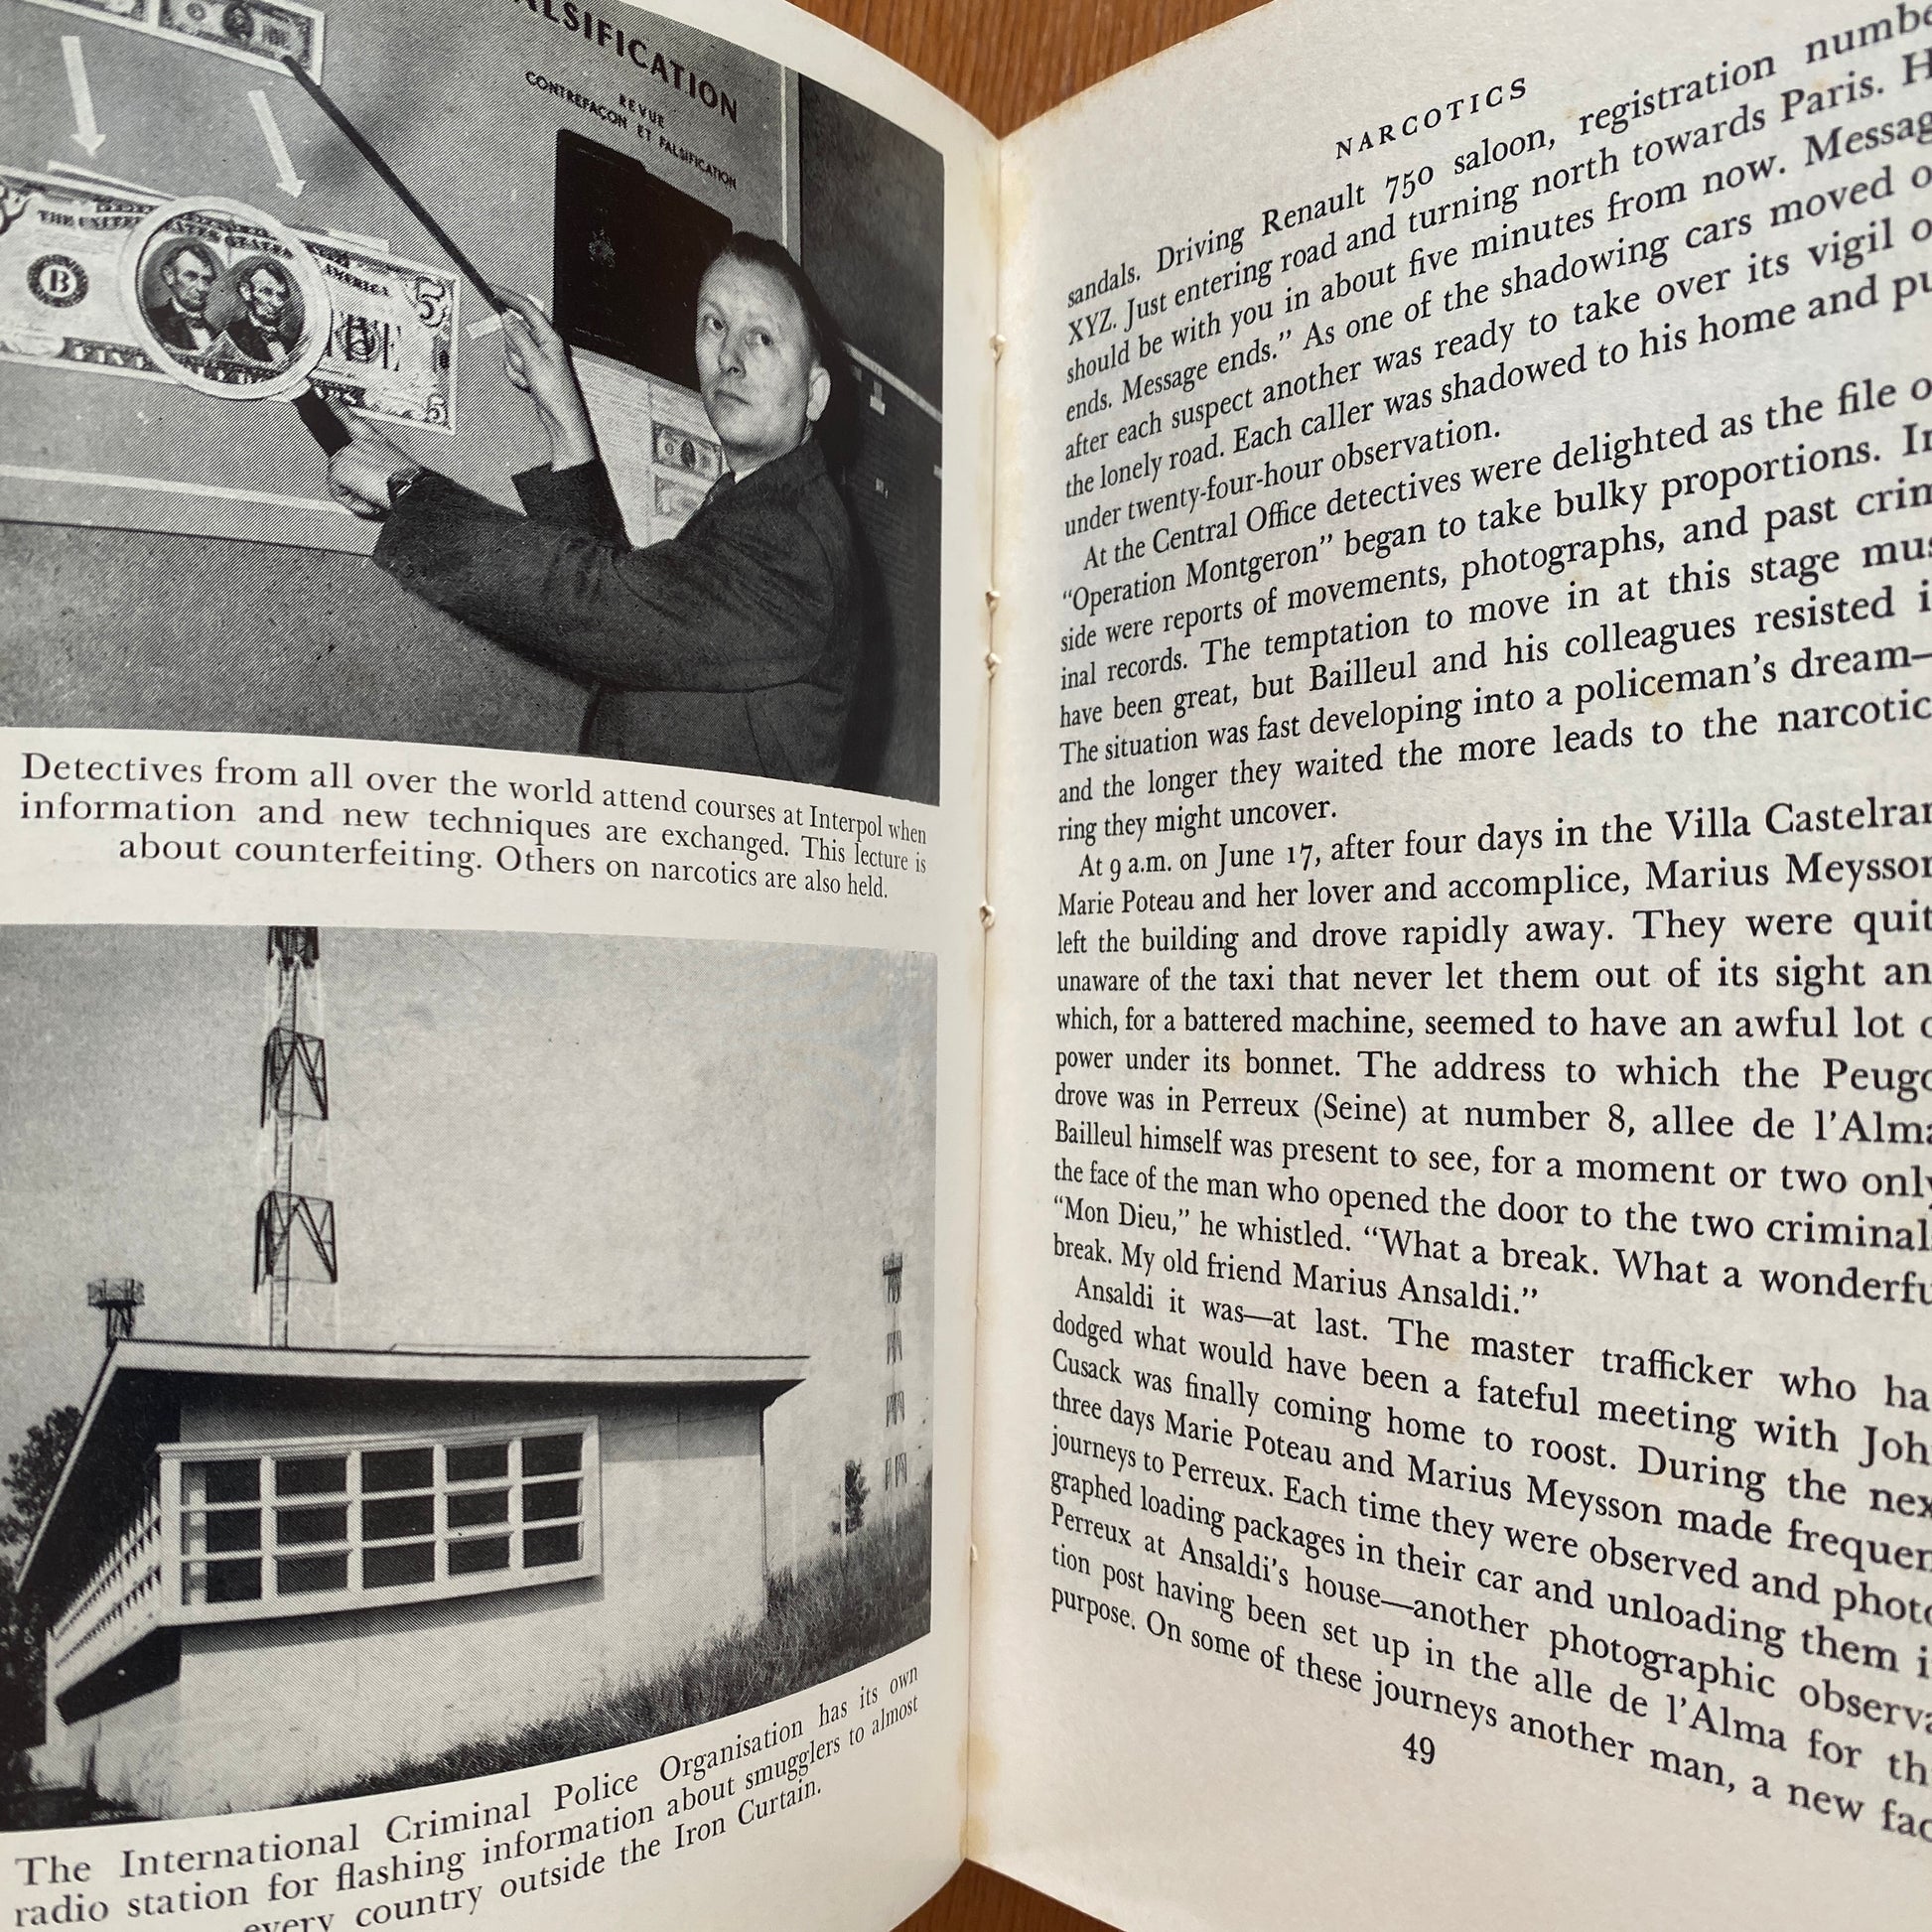 FALSIFICATION
REVUE
CONTREFAÇON ET FALSIFICATION
THE UNITED STATES
AMERICA
B
5
5
Detectives from all over the world attend courses at Interpol when
information and new techniques are exchanged. This lecture is
about counterfeiting. Others on narcotics are also held.
The International Criminal Police Organisation has its own
radio station for flashing information about smugglers to almost
every country outside the Iron Curtain.
NARCOTICS
sandals. Driving Renault 750 saloon, registration numbe
XYZ. Just entering road and turning north towards Paris. H
should be with you in about five minutes from now. Messag
ends. Message ends.” As one of the shadowing cars moved o
after each suspect another was ready to take over its vigil o
the lonely road. Each caller was shadowed to his home and pu
under twenty-four-hour observation.
At the Central Office detectives were delighted as the file o
“Operation Montgeron” began to take bulky proportions. In
side were reports of movements, photographs, and past crim
inal records. The temptation to move in at this stage mus
have been great, but Bailleul and his colleagues resisted i
The situation was fast developing into a policeman’s dream—
and the longer they waited the more leads to the narcotic
ring they might uncover.
At 9 a.m. on June 17, after four days in the Villa Castelran
Marie Poteau and her lover and accomplice, Marius Meysson
left the building and drove rapidly away. They were quit
unaware of the taxi that never let them out of its sight an
which, for a battered machine, seemed to have an awful lot o
power under its bonnet. The address to which the Peugo
drove was in Perreux (Seine) at number 8, allee de l’Alma
Bailleul himself was present to see, for a moment or two only
the face of the man who opened the door to the two criminals
“Mon Dieu,” he whistled. “What a break. What a wonderfu
break. My old friend Marius Ansaldi.”
Ansaldi it was—at last. The master trafficker who ha
dodged what would have been a fateful meeting with Joh
Cusack was finally coming home to roost. During the nex
three days Marie Poteau and Marius Meysson made frequen
journeys to Perreux. Each time they were observed and photo
graphed loading packages in their car and unloading them i
Perreux at Ansaldi’s house—another photographic observa
tion post having been set up in the alle de l’Alma for th
purpose. On some of these journeys another man, a new fac
49